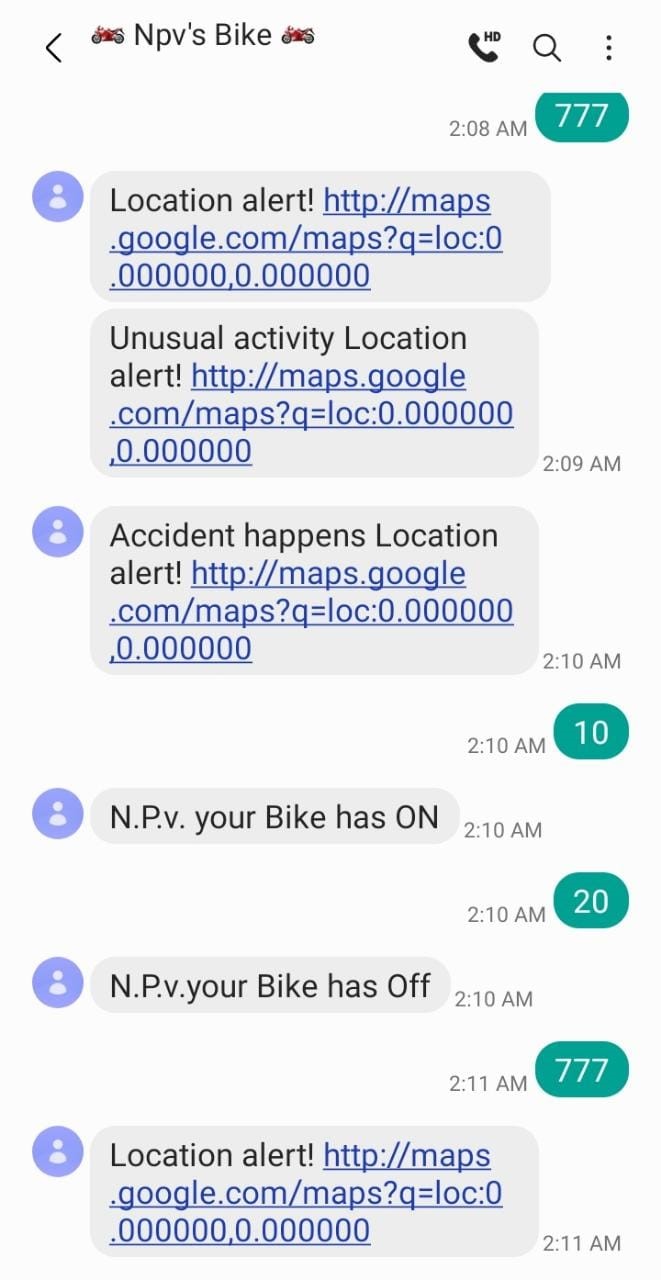 🏍 Npv's Bike 🏍
HD
777
2:08 AM
Location alert! http://maps
.google.com/maps?q=loc:0
.000000,0.000000
Unusual activity Location
alert! http://maps.google
.com/maps?q=loc:0.000000
,0.000000
2:09 AM
Accident happens Location
alert! http://maps.google
.com/maps?q=loc:0.000000
,0.000000
2:10 AM
2:10 AM 10
N.P.v. your Bike has ON 2:10 AM
2:10 AM 20
N.P.v.your Bike has Off 2:10 AM
2:11 AM 777
Location alert! http://maps
.google.com/maps?q=loc:0
.000000,0.000000
2:11 AM